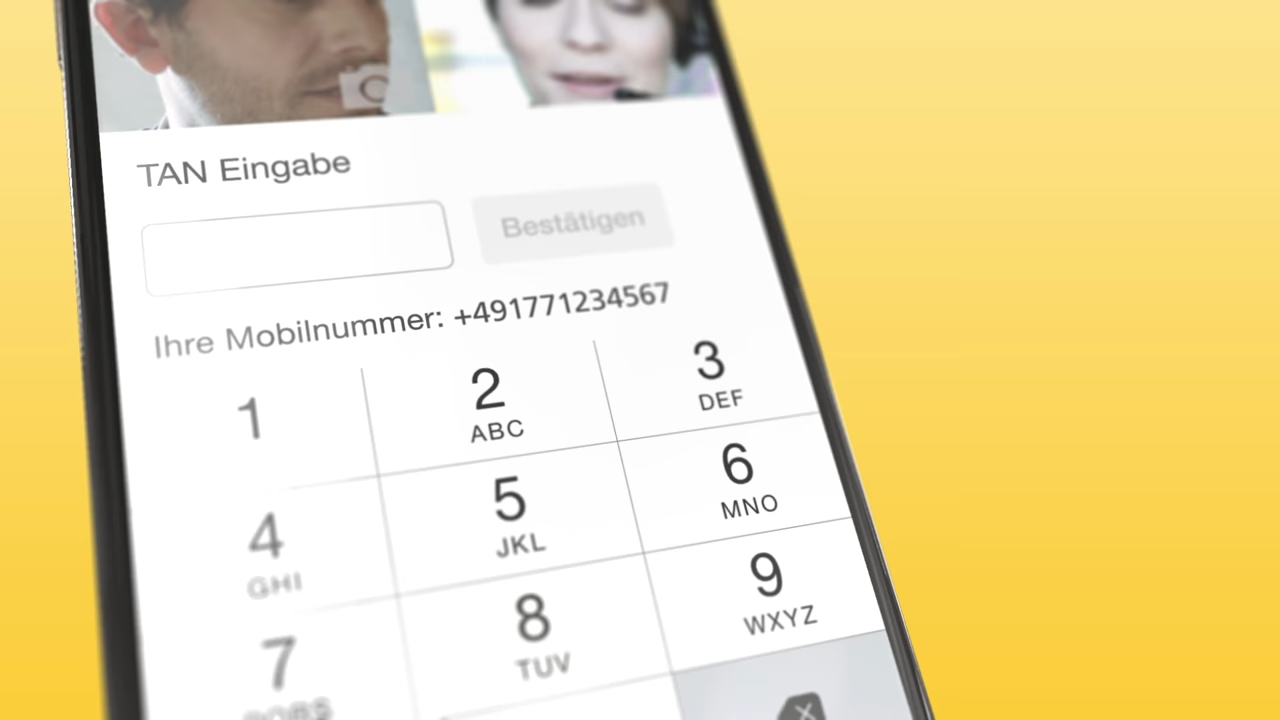 TAN Eingabe
Bestätigen
Ihre Mobilnummer: +491771234567
1
2
ABC
3
DEF
4
GHI
5
JKL
6
MNO
7
PQRS
8
TUV
9
WXYZ